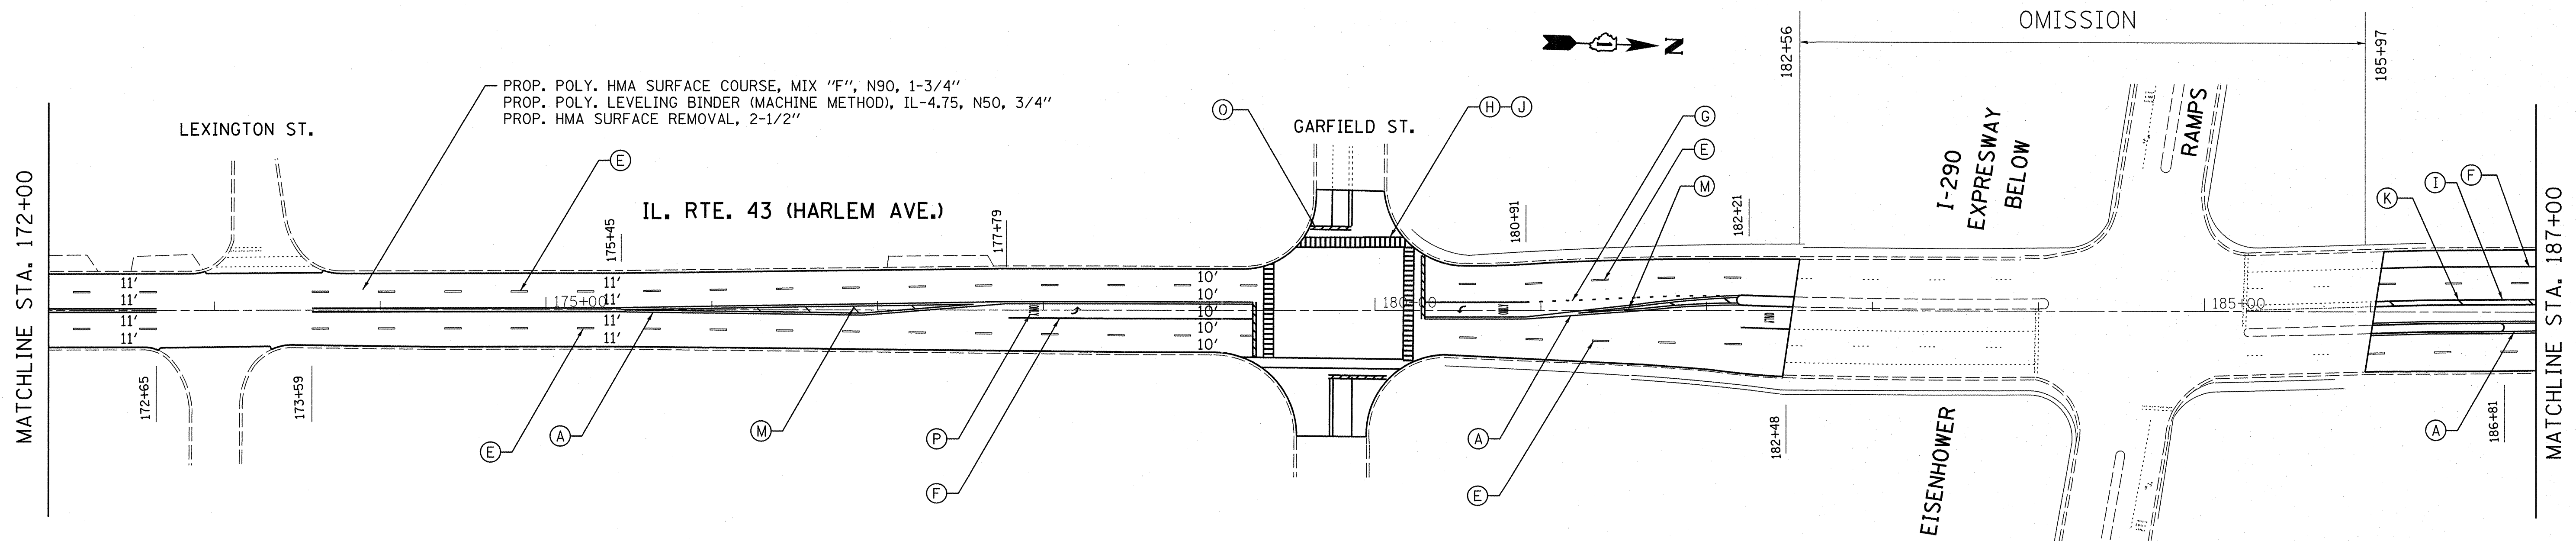 OMISSION
182+56
185+97
N
PROP. POLY. HMA SURFACE COURSE, MIX "F", N90, 1-3/4"
PROP. POLY. LEVELING BINDER (MACHINE METHOD), IL-4.75, N50, 3/4"
PROP. HMA SURFACE REMOVAL, 2-1/2"
LEXINGTON ST.
GARFIELD ST.
O
H
J
G
E
M
E
IL. RTE. 43 (HARLEM AVE.)
175+45
177+79
180+91
182+21
I-290
EXPRESWAY
BELOW
RAMPS
K
I
F
MATCHLINE STA. 172+00
MATCHLINE STA. 187+00
11'
11'
11'
11'
11'
11'
11'
11'
175+00
10'
10'
10'
10'
10'
180+00
185+00
172+65
173+59
E
A
M
P
F
A
E
182+48
EISENHOWER
A
186+81